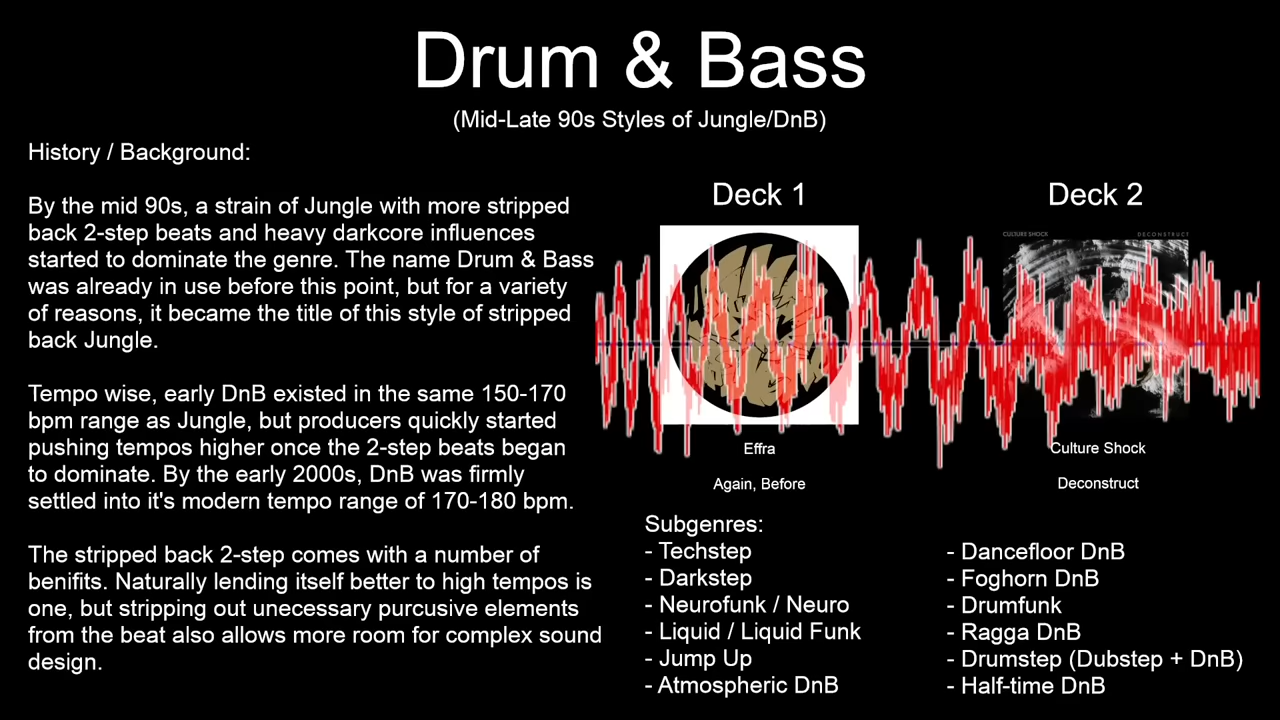 Drum & Bass
(Mid-Late 90s Styles of Jungle/DnB)
History / Background:
By the mid 90s, a strain of Jungle with more stripped
back 2-step beats and heavy darkcore influences
started to dominate the genre. The name Drum & Bass
was already in use before this point, but for a variety
of reasons, it became the title of this style of stripped
back Jungle.
Tempo wise, early DnB existed in the same 150-170
bpm range as Jungle, but producers quickly started
pushing tempos higher once the 2-step beats began
to dominate. By the early 2000s, DnB was firmly
settled into it's modern tempo range of 170-180 bpm.
The stripped back 2-step comes with a number of
benifits. Naturally lending itself better to high tempos is
one, but stripping out unecessary purcusive elements
from the beat also allows more room for complex sound
design.
Deck 1
Effra
Again, Before
Deck 2
CULTURE SHOCK
DECONSTRUCT
Culture Shock
Deconstruct
Subgenres:
- Techstep
- Darkstep
- Neurofunk / Neuro
- Liquid / Liquid Funk
- Jump Up
- Atmospheric DnB
- Dancefloor DnB
- Foghorn DnB
- Drumfunk
- Ragga DnB
- Drumstep (Dubstep + DnB)
- Half-time DnB